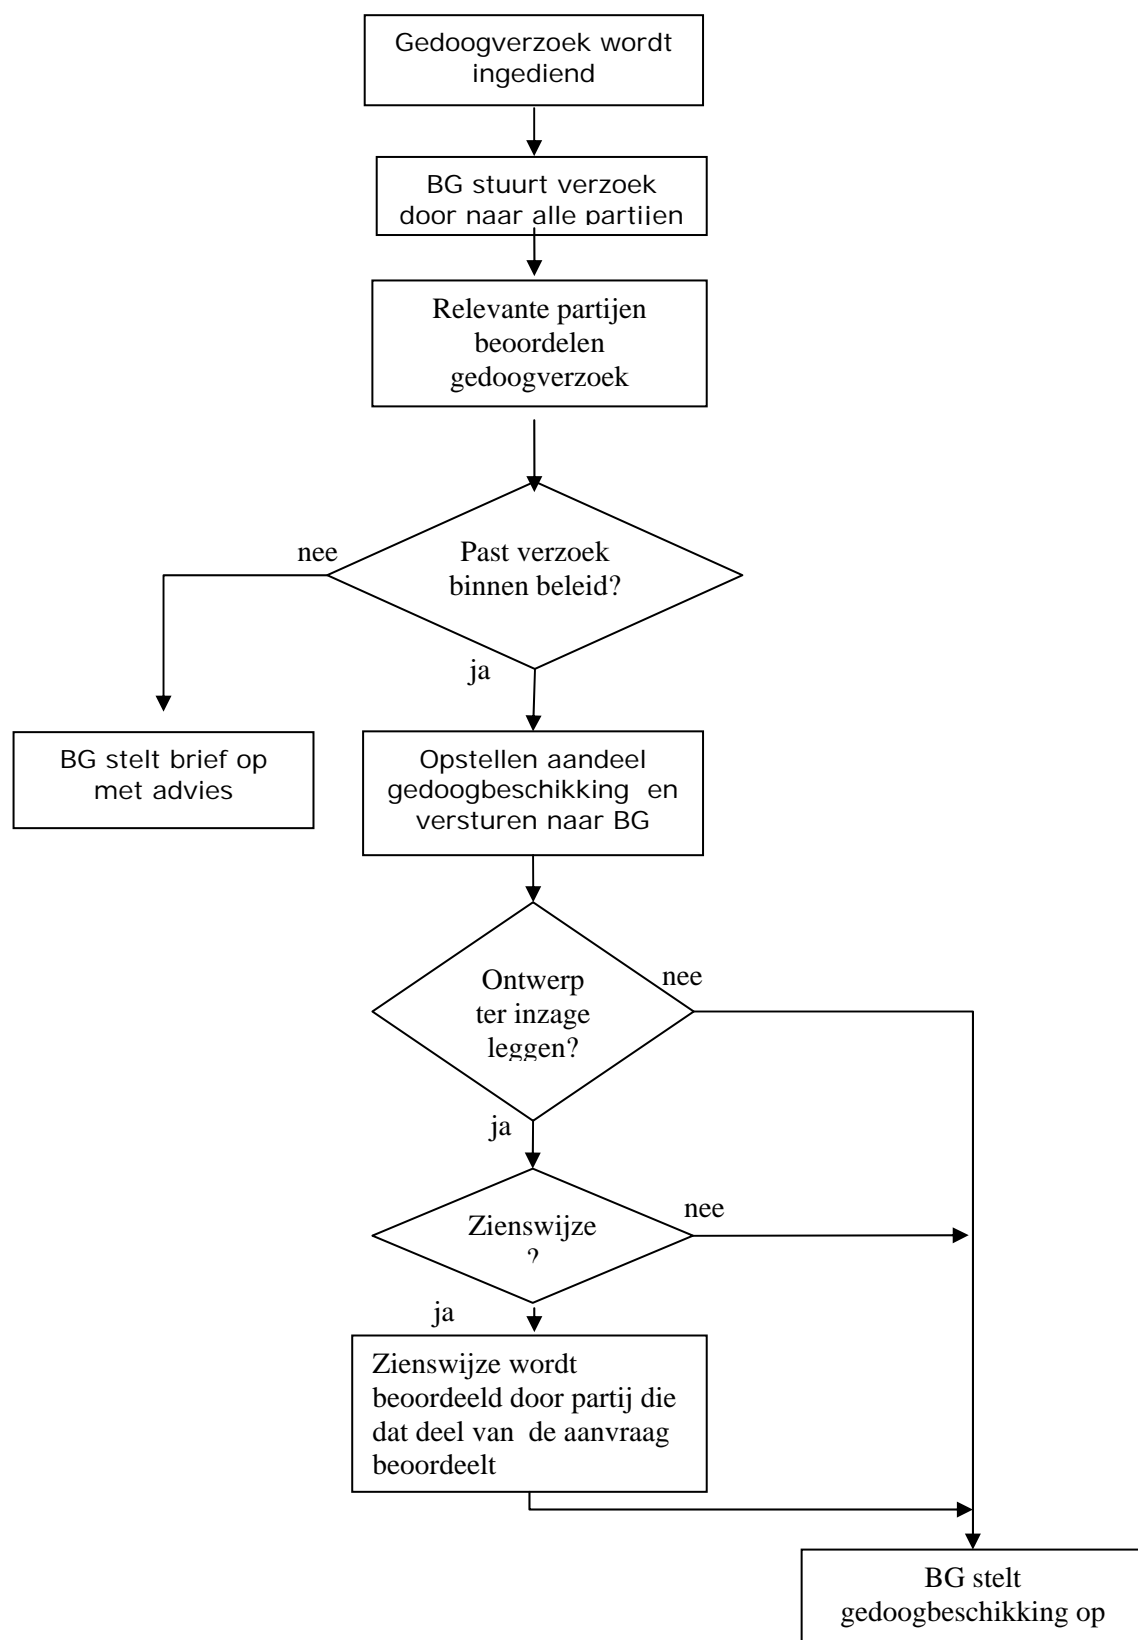 Gedoogverzoek wordt
ingediend
BG stuurt verzoek
door naar alle partijen
Relevante partijen
beoordelen
gedoogverzoek
nee
Past verzoek
binnen beleid?
ja
BG stelt brief op
met advies
Opstellen aandeel
gedoogbeschikking en
versturen naar BG
Ontwerp
ter inzage
leggen?
nee
ja
Zienswijze
?
nee
ja
Zienswijze wordt
beoordeeld door partij die
dat deel van de aanvraag
beoordeelt
BG stelt
gedoogbeschikking op